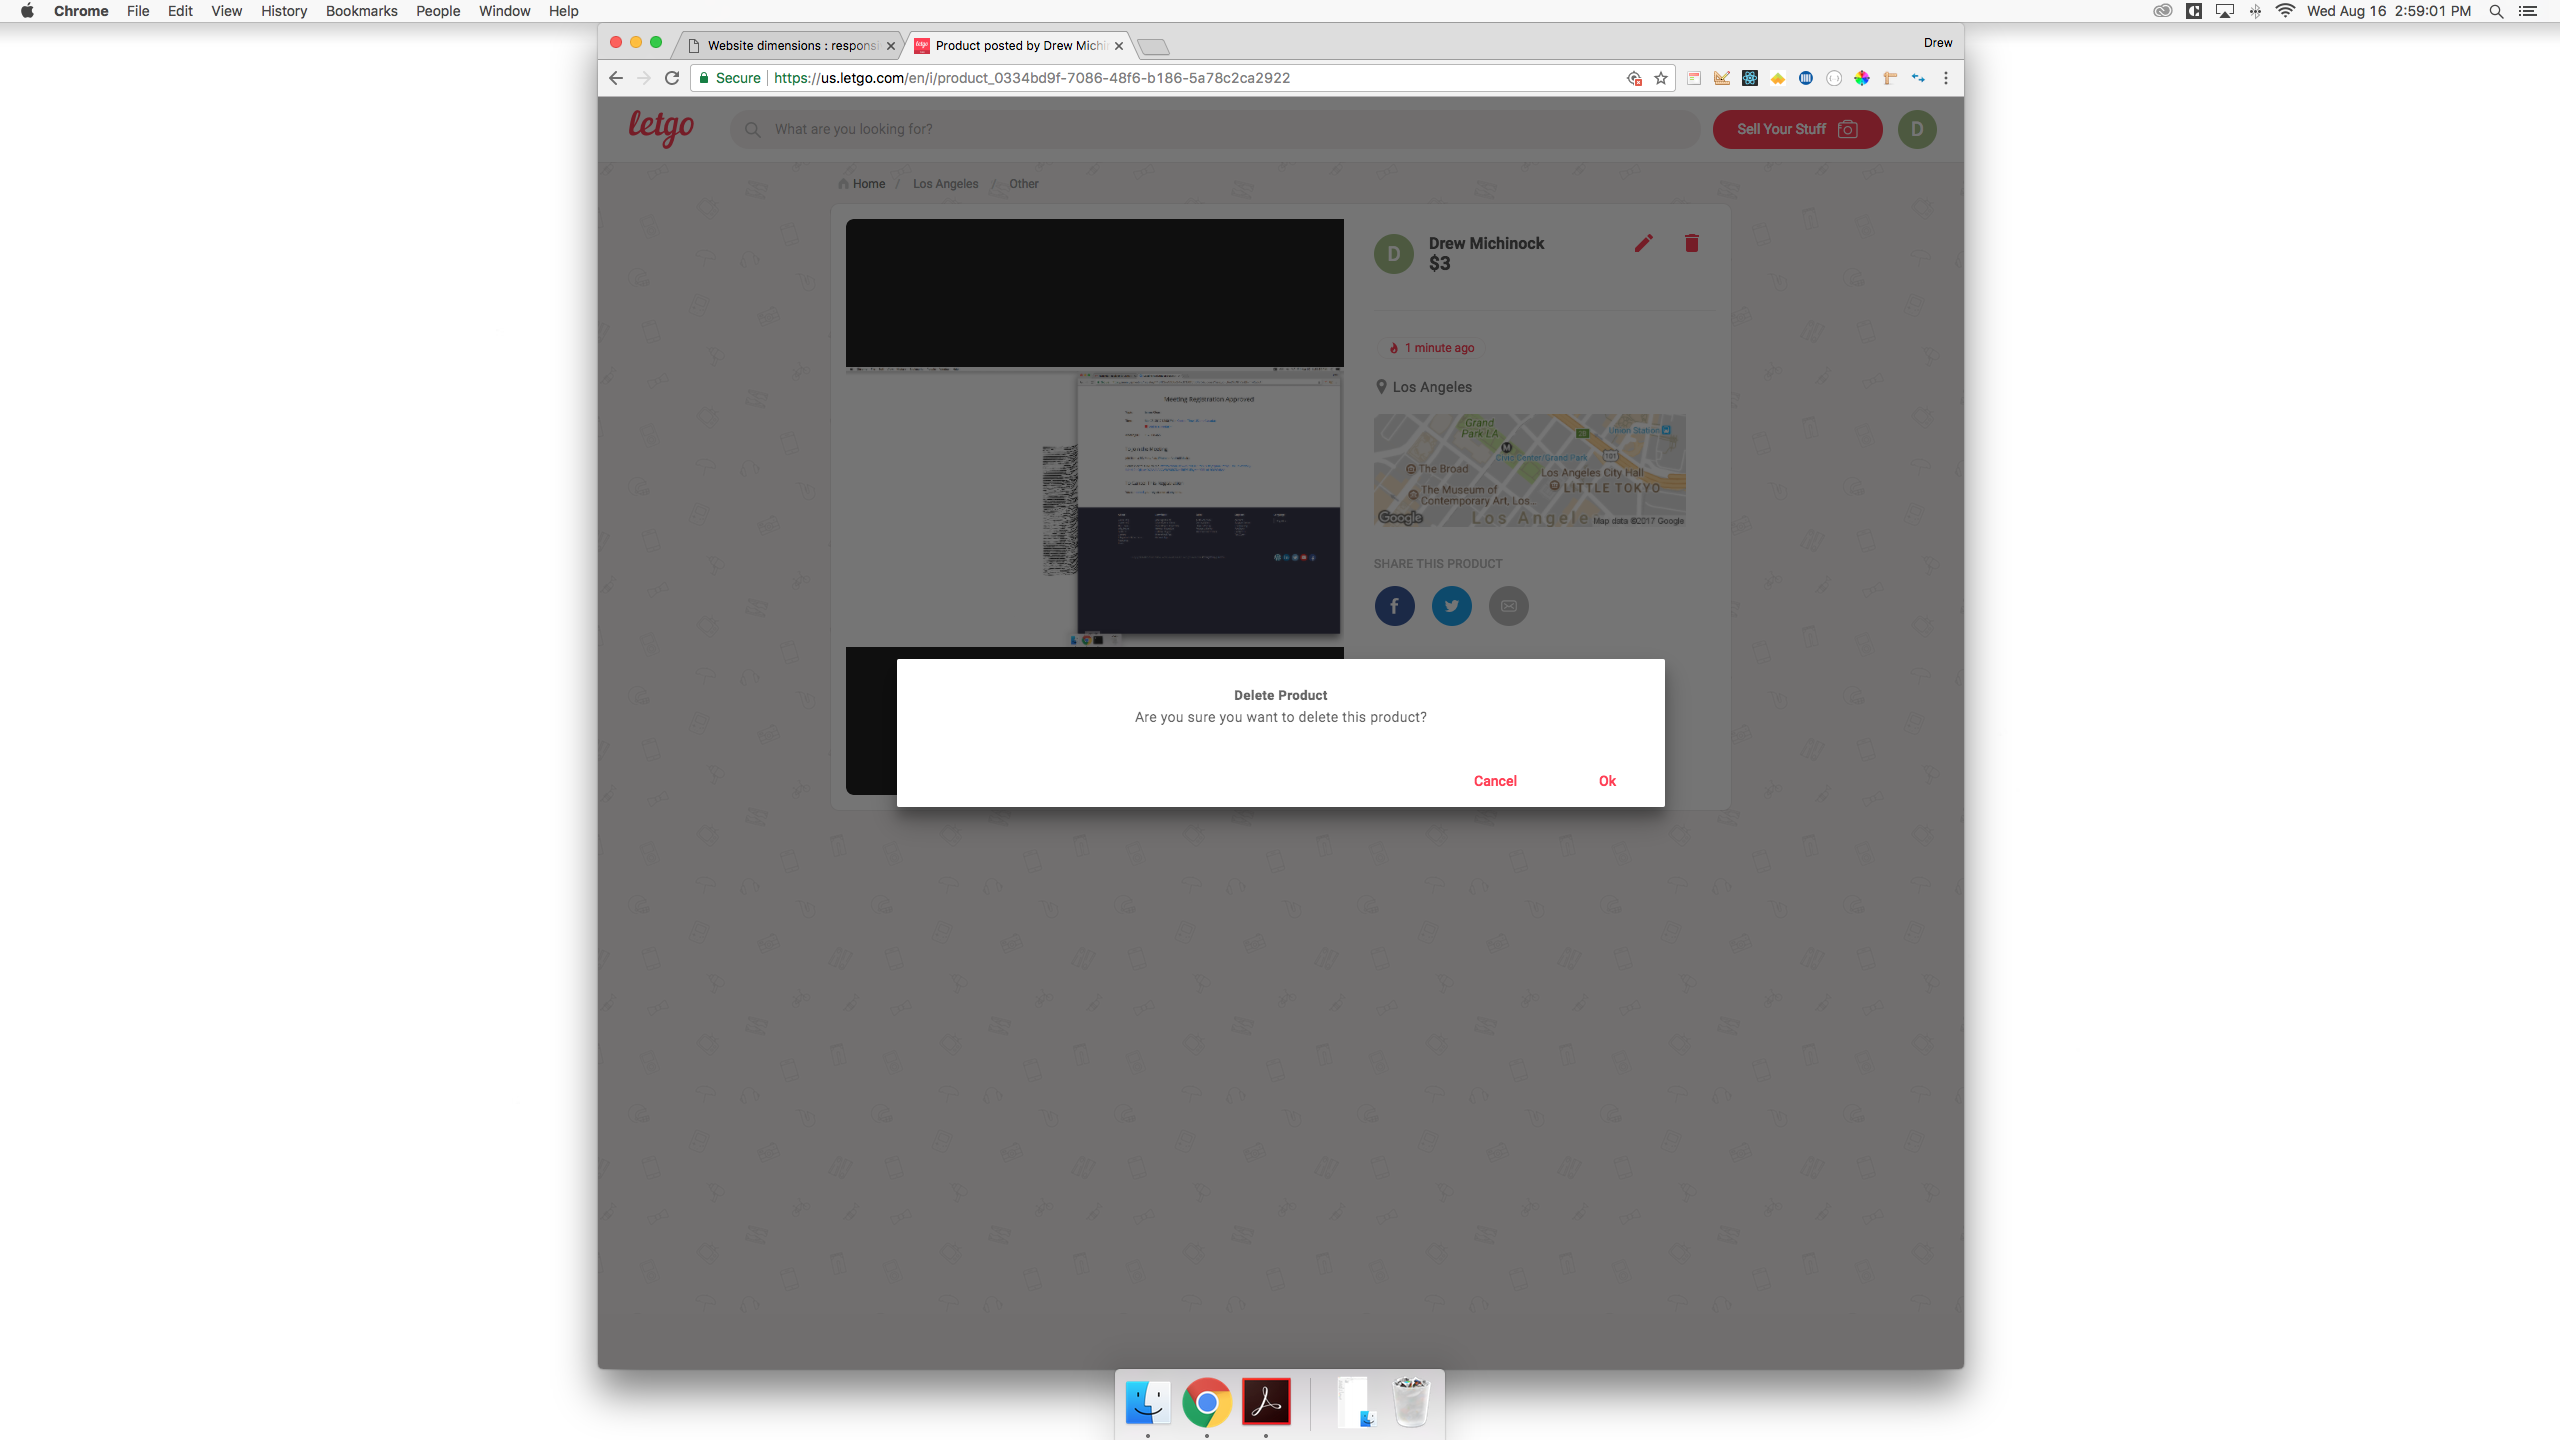 Chrome File Edit View History Bookmarks People Window Help
Wed Aug 16 2:59:01 PM
Website dimensions : responsi
Product posted by Drew Michi
Drew
Secure
https://us.letgo.com/en/i/product_0334bd9f-7086-48f6-b186-5a78c2ca2922
letgo
What are you looking for?
Sell Your Stuff
D
Home / Los Angeles / Other
D
Drew Michinock
$3
1 minute ago
Los Angeles
Grand
Park-LA
Union Station
Civic Center/Grand Park
101
The Broad
Los Angeles City Hall
LITTLE TOKYO
The Museum of
Contemporary Art, Los...
Google
Los Angele
Map data ©2017 Google
Meeting Registration Approved
SHARE THIS PRODUCT
Delete Product
Are you sure you want to delete this product?
Cancel
Ok